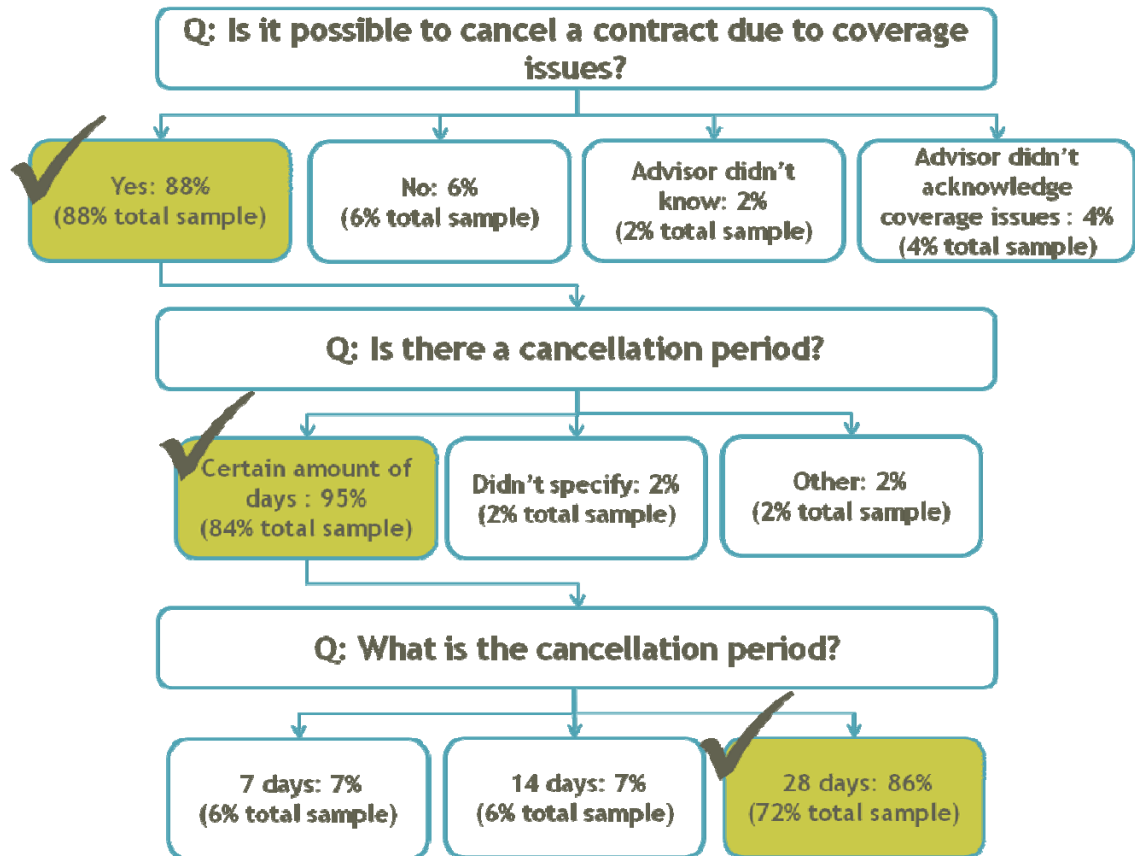 Q: Is it possible to cancel a contract due to coverage
issues?
Yes: 88%
(88% total sample)
No: 6%
(6% total sample)
Advisor didn't
know: 2%
(2% total sample)
Advisor didn't
acknowledge
coverage issues : 4%
(4% total sample)
Q: Is there a cancellation period?
Certain amount of
days : 95%
(84% total sample)
Didn't specify: 2%
(2% total sample)
Other: 2%
(2% total sample)
Q: What is the cancellation period?
7 days: 7%
(6% total sample)
14 days: 7%
(6% total sample)
28 days: 86%
(72% total sample)